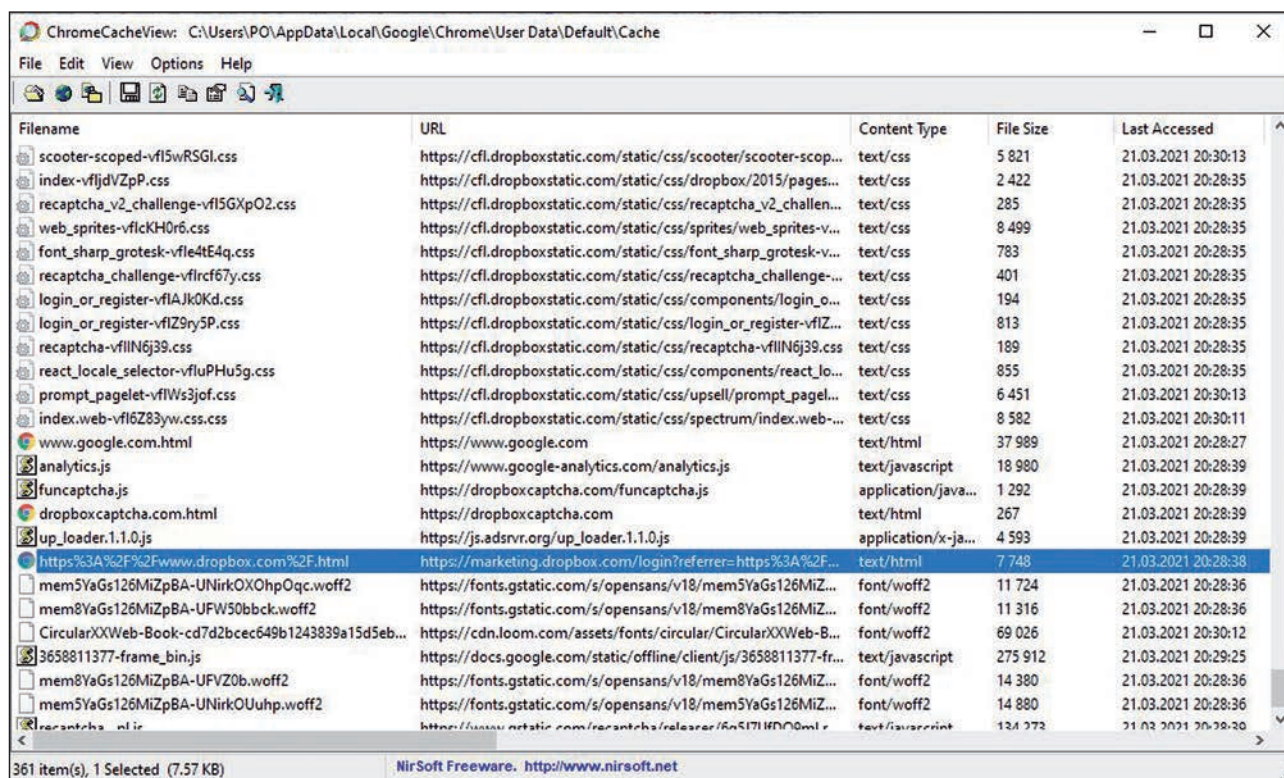 ChromeCacheView: C:\Users\PO\AppData\Local\Google\Chrome\User Data\Default\Cache
File Edit View Options Help
Filename URL Content Type File Size Last Accessed
scooter-scoped-vfl5wRSGI.css https://cfl.dropboxstatic.com/static/css/scooter/scooter-scop... text/css 5 821 21.03.2021 20:30:13
index-vfljdVZpP.css https://cfl.dropboxstatic.com/static/css/dropbox/2015/pages... text/css 2 422 21.03.2021 20:28:35
recaptcha_v2_challenge-vfl5GXpO2.css https://cfl.dropboxstatic.com/static/css/recaptcha_v2_challen... text/css 285 21.03.2021 20:28:35
web_sprites-vflcKH0r6.css https://cfl.dropboxstatic.com/static/css/sprites/web_sprites-v... text/css 8 499 21.03.2021 20:28:35
font_sharp_grotesk-vfle4tE4q.css https://cfl.dropboxstatic.com/static/css/font_sharp_grotesk-v... text/css 783 21.03.2021 20:28:35
recaptcha_challenge-vflrcf67y.css https://cfl.dropboxstatic.com/static/css/recaptcha_challenge-... text/css 401 21.03.2021 20:28:35
login_or_register-vflAJk0Kd.css https://cfl.dropboxstatic.com/static/css/components/login_o... text/css 194 21.03.2021 20:28:35
login_or_register-vflZ9ry5P.css https://cfl.dropboxstatic.com/static/css/login_or_register-vflZ... text/css 813 21.03.2021 20:28:35
recaptcha-vflIN6j39.css https://cfl.dropboxstatic.com/static/css/recaptcha-vflIN6j39.css text/css 189 21.03.2021 20:28:35
react_locale_selector-vfluPHu5g.css https://cfl.dropboxstatic.com/static/css/components/react_lo... text/css 855 21.03.2021 20:28:35
prompt_pagelet-vflWs3jof.css https://cfl.dropboxstatic.com/static/css/upsell/prompt_pagel... text/css 6 451 21.03.2021 20:30:13
index.web-vfl6Z83yw.css.css https://cfl.dropboxstatic.com/static/css/spectrum/index.web-... text/css 8 582 21.03.2021 20:30:11
www.google.com.html https://www.google.com text/html 37 989 21.03.2021 20:28:27
analytics.js https://www.google-analytics.com/analytics.js text/javascript 18 980 21.03.2021 20:28:39
funcaptcha.js https://dropboxcaptcha.com/funcaptcha.js application/java... 1 292 21.03.2021 20:28:39
dropboxcaptcha.com.html https://dropboxcaptcha.com text/html 267 21.03.2021 20:28:39
up_loader.1.1.0.js https://js.adsrvr.org/up_loader.1.1.0.js application/x-ja... 4 593 21.03.2021 20:28:39
https%3A%2F%2Fwww.dropbox.com%2F.html https://marketing.dropbox.com/login?referrer=https%3A%2F... text/html 7 748 21.03.2021 20:28:38
mem5YaGs126MiZpBA-UNirkOXOhpOqc.woff2 https://fonts.gstatic.com/s/opensans/v18/mem5YaGs126MiZ... font/woff2 11 724 21.03.2021 20:28:36
mem8YaGs126MiZpBA-UFW50bbck.woff2 https://fonts.gstatic.com/s/opensans/v18/mem8YaGs126MiZ... font/woff2 11 316 21.03.2021 20:28:36
CircularXXWeb-Book-cd7d2bcec649b1243839a15d5eb... https://cdn.loom.com/assets/fonts/circular/CircularXXWeb-B... font/woff2 69 026 21.03.2021 20:30:12
3658811377-frame_bin.js https://docs.google.com/static/offline/client/js/3658811377-fr... text/javascript 275 912 21.03.2021 20:29:25
mem8YaGs126MiZpBA-UFVZ0b.woff2 https://fonts.gstatic.com/s/opensans/v18/mem8YaGs126MiZ... font/woff2 14 380 21.03.2021 20:28:36
mem5YaGs126MiZpBA-UNirkOUuhp.woff2 https://fonts.gstatic.com/s/opensans/v18/mem5YaGs126MiZ... font/woff2 14 880 21.03.2021 20:28:36
text/javascript 134 273 21.03.2021 20:28:39
361 item(s), 1 Selected (7.57 KB) NirSoft Freeware. http://www.nirsoft.net